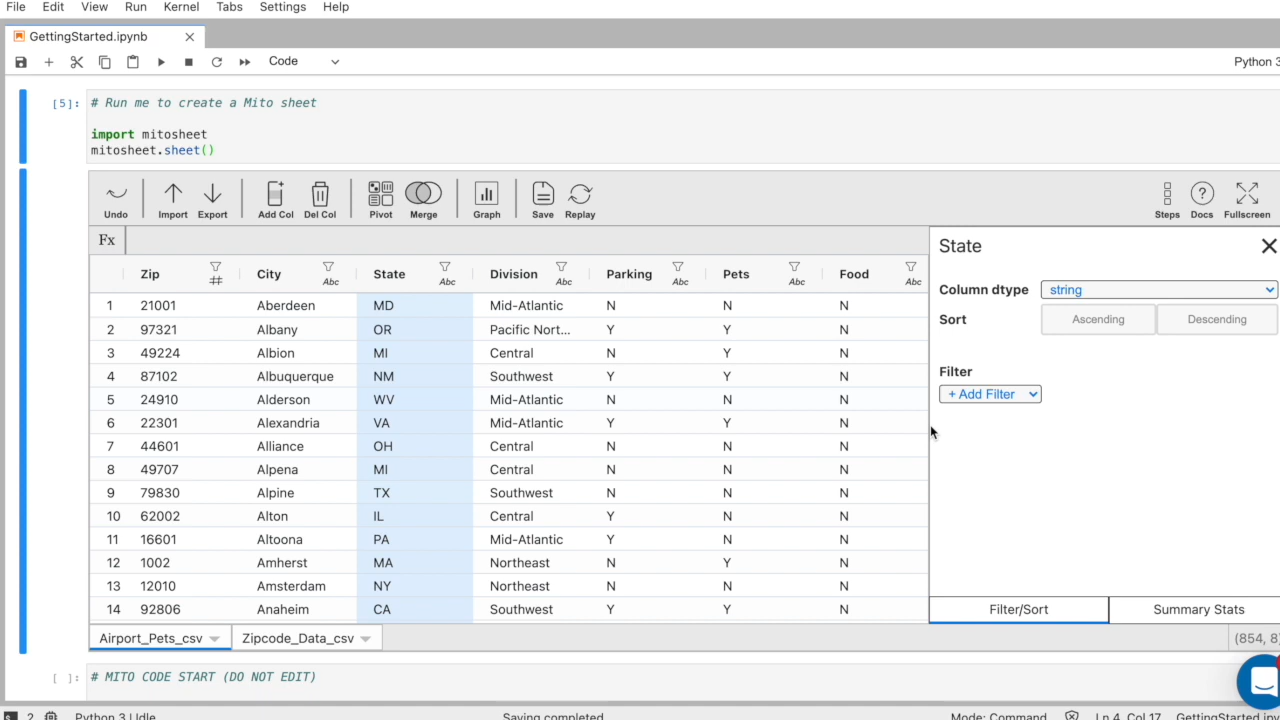 File Edit View Run Kernel Tabs Settings Help
GettingStarted.ipynb
Code
Python 3
[5]: # Run me to create a Mito sheet
import mitosheet
mitosheet.sheet()
Undo Import Export Add Col Del Col Pivot Merge Graph Save Replay Steps Docs Fullscreen
Fx
State
Zip # City Abc State Abc Division Abc Parking Abc Pets Abc Food Abc
Column dtype string
Sort Ascending Descending
Filter
+ Add Filter
1 21001 Aberdeen MD Mid-Atlantic N N N
2 97321 Albany OR Pacific Nort... Y Y N
3 49224 Albion MI Central N Y N
4 87102 Albuquerque NM Southwest Y Y N
5 24910 Alderson WV Mid-Atlantic N N N
6 22301 Alexandria VA Mid-Atlantic Y Y N
7 44601 Alliance OH Central N N N
8 49707 Alpena MI Central N N N
9 79830 Alpine TX Southwest N N N
10 62002 Alton IL Central Y N N
11 16601 Altoona PA Mid-Atlantic Y N N
12 1002 Amherst MA Northeast N Y N
13 12010 Amsterdam NY Northeast N N N
14 92806 Anaheim CA Southwest Y Y N
Filter/Sort Summary Stats
Airport_Pets_csv Zipcode_Data_csv (854, 8)
[ ]: # MITO CODE START (DO NOT EDIT)
2 Python 3 | Idle Saving completed Mode: Command Ln 4, Col 17 GettingStarted.ipy